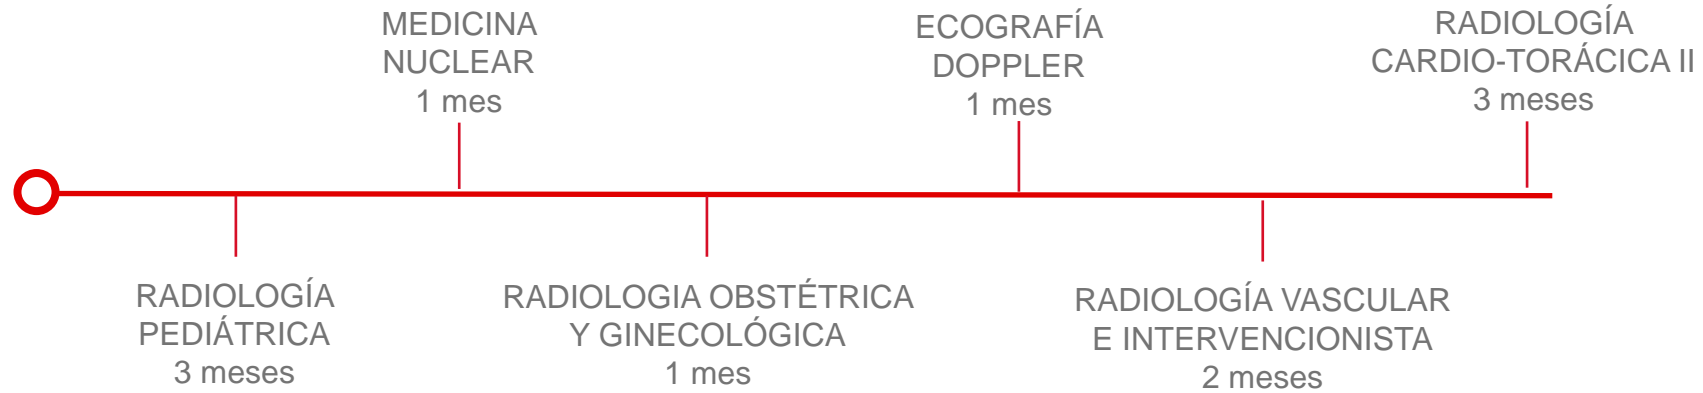 MEDICINA
NUCLEAR
1 mes
ECOGRAFÍA
DOPPLER
1 mes
RADIOLOGÍA
CARDIO-TORÁCICA II
3 meses
RADIOLOGÍA
PEDIÁTRICA
3 meses
RADIOLOGIA OBSTÉTRICA
Y GINECOLÓGICA
1 mes
RADIOLOGÍA VASCULAR
E INTERVENCIONISTA
2 meses